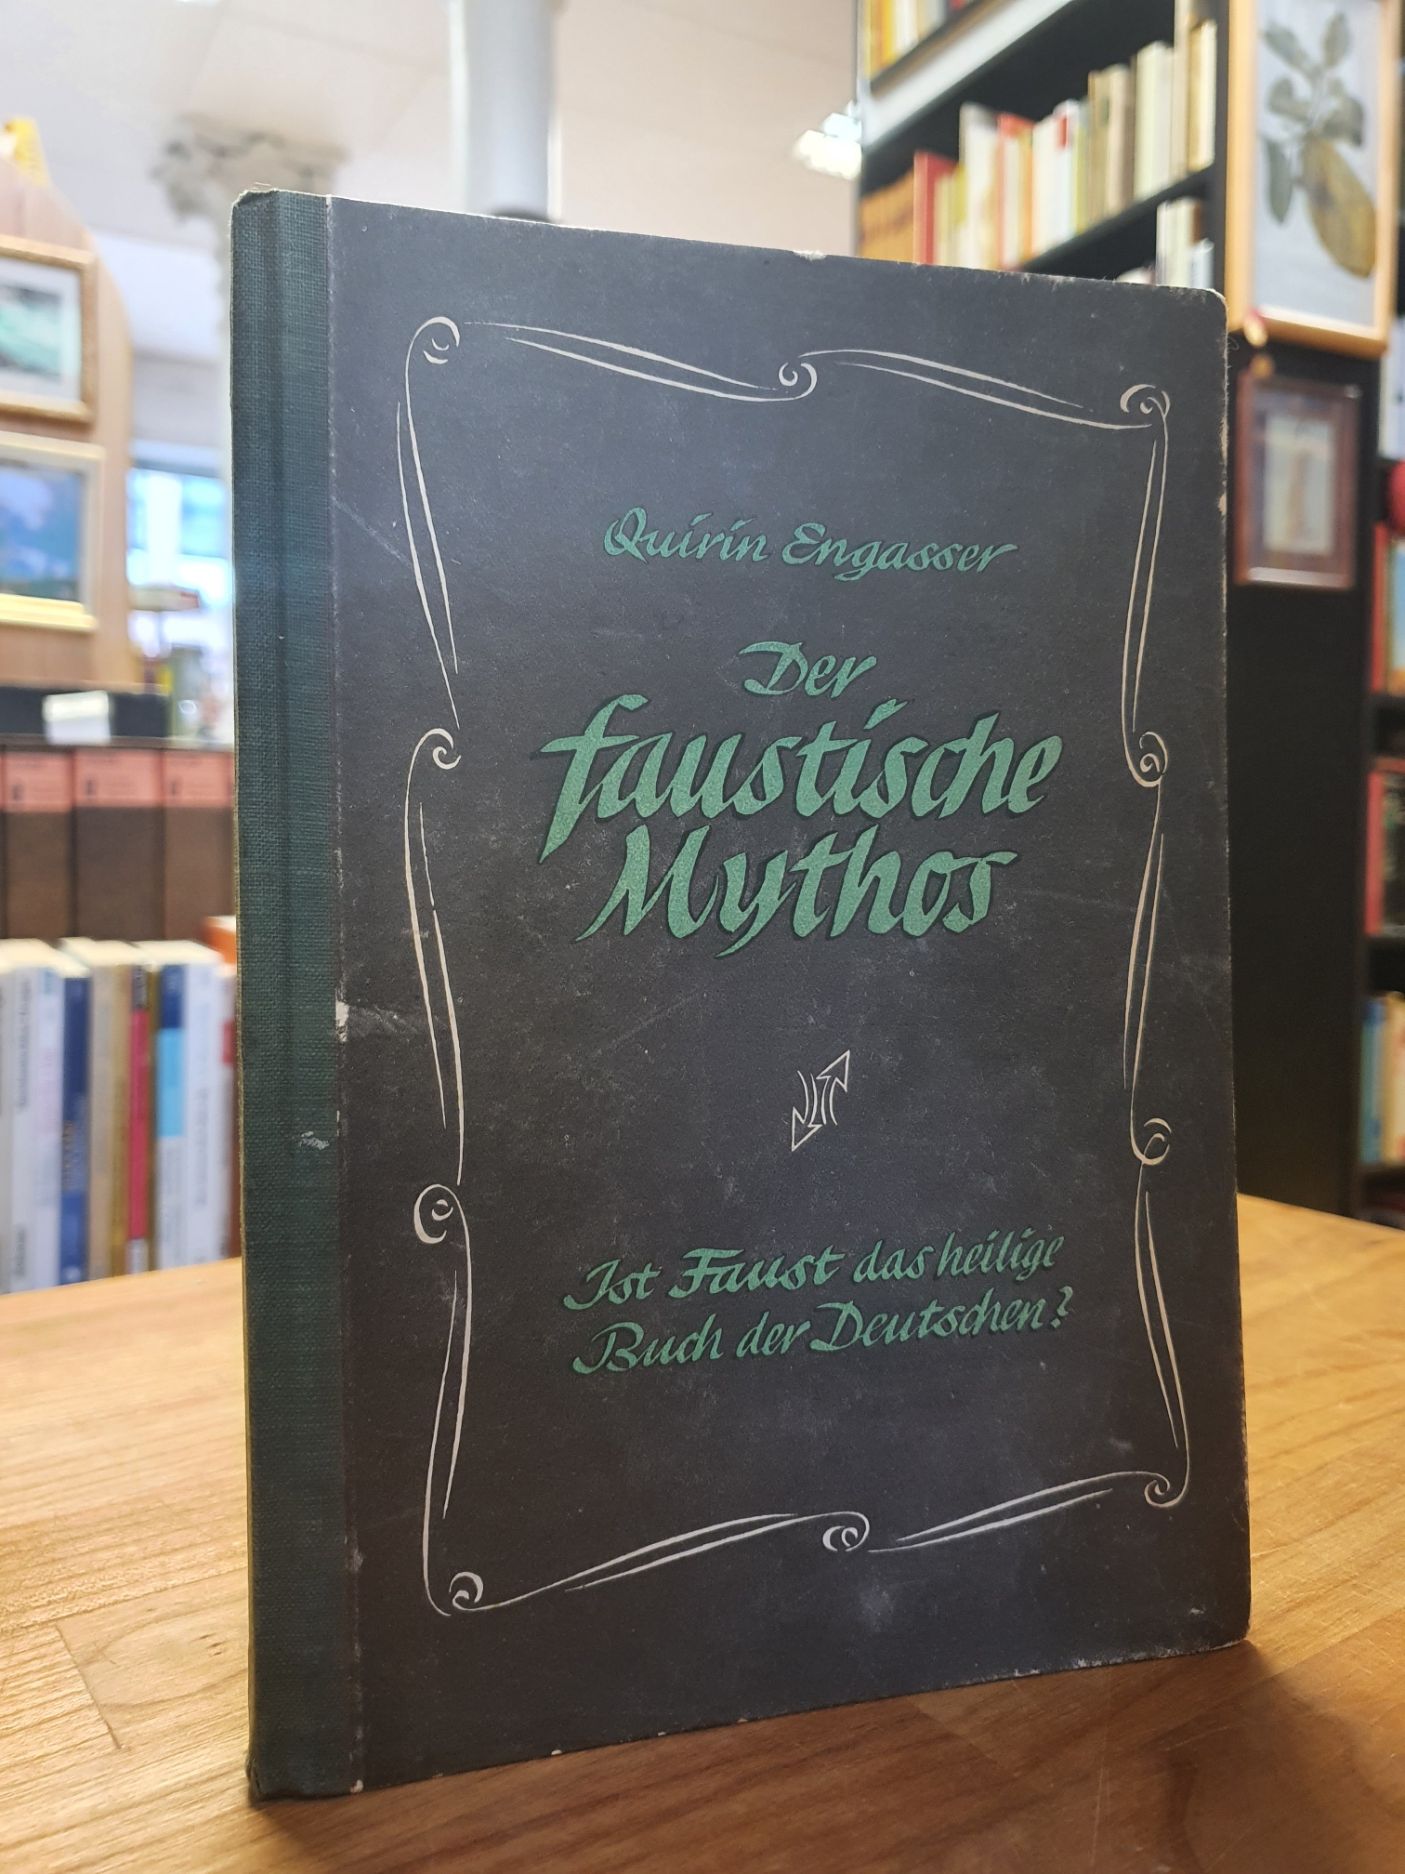 Quirin Engasser
Der
faustische
Mythos
Ist Faust das heilige
Buch der Deutschen?